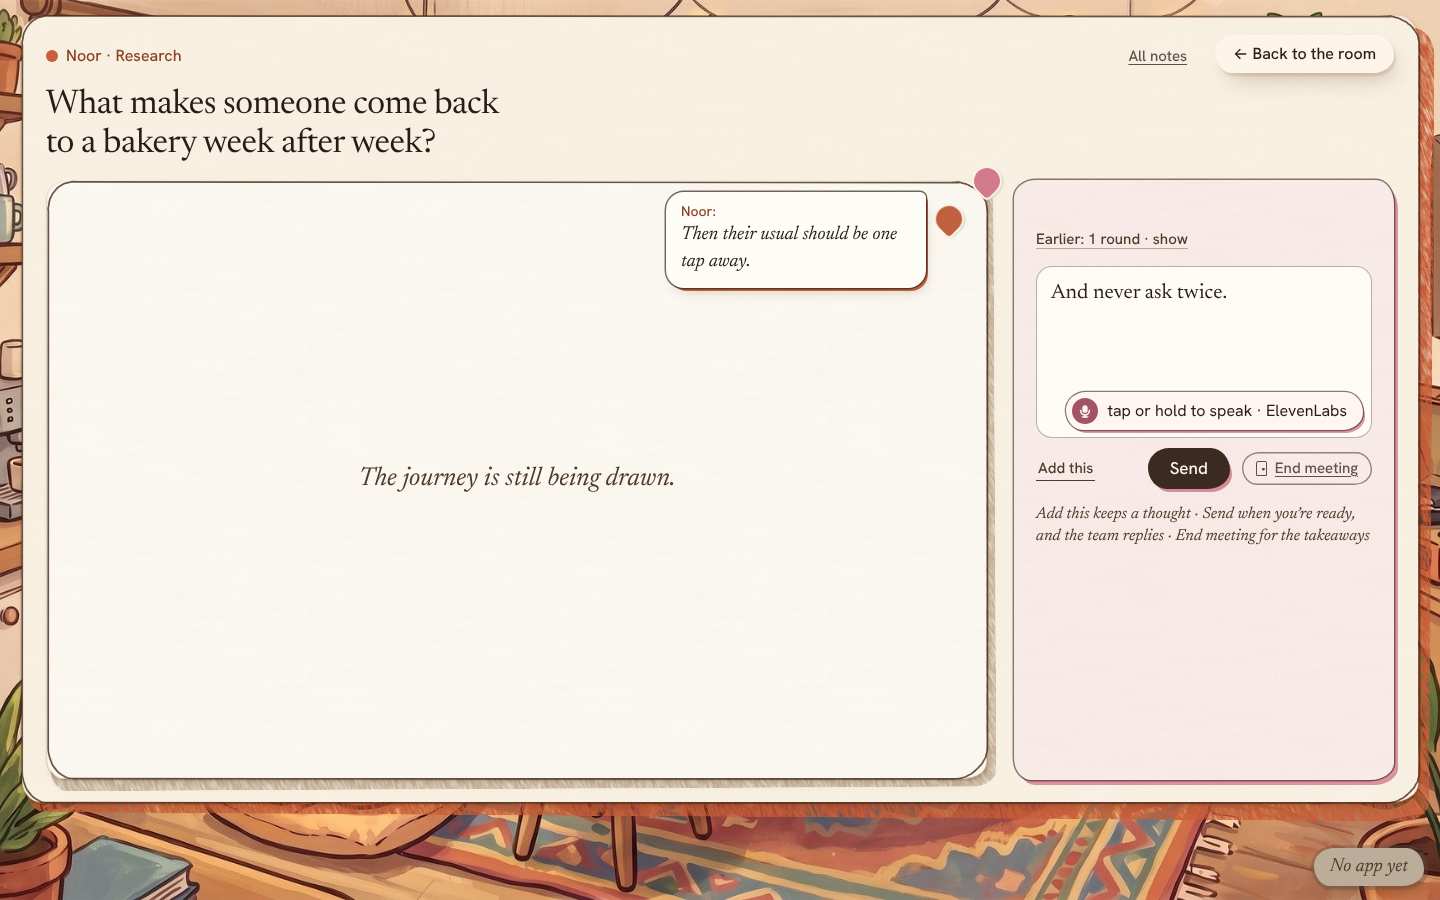 Noor · Research
All notes
← Back to the room
What makes someone come back
to a bakery week after week?
Noor:
Then their usual should be one
tap away.
The journey is still being drawn.
Earlier: 1 round · show
And never ask twice.
tap or hold to speak · ElevenLabs
Add this
Send
End meeting
Add this keeps a thought · Send when you're ready,
and the team replies · End meeting for the takeaways
No app yet